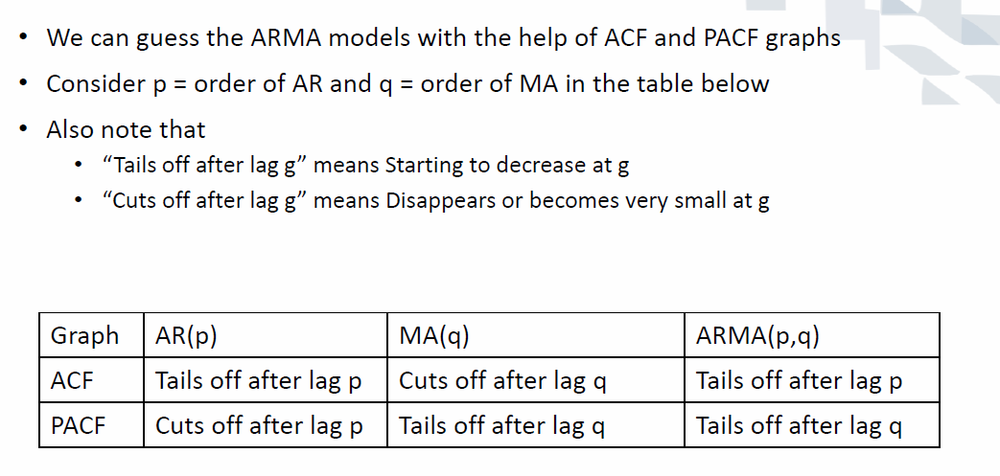 • We can guess the ARMA models with the help of ACF and PACF graphs
• Consider p = order of AR and q = order of MA in the table below
• Also note that
• “Tails off after lag g” means Starting to decrease at g
• “Cuts off after lag g” means Disappears or becomes very small at g
Graph AR(p) MA(q) ARMA(p,q)
ACF Tails off after lag p Cuts off after lag q Tails off after lag p
PACF Cuts off after lag p Tails off after lag q Tails off after lag q